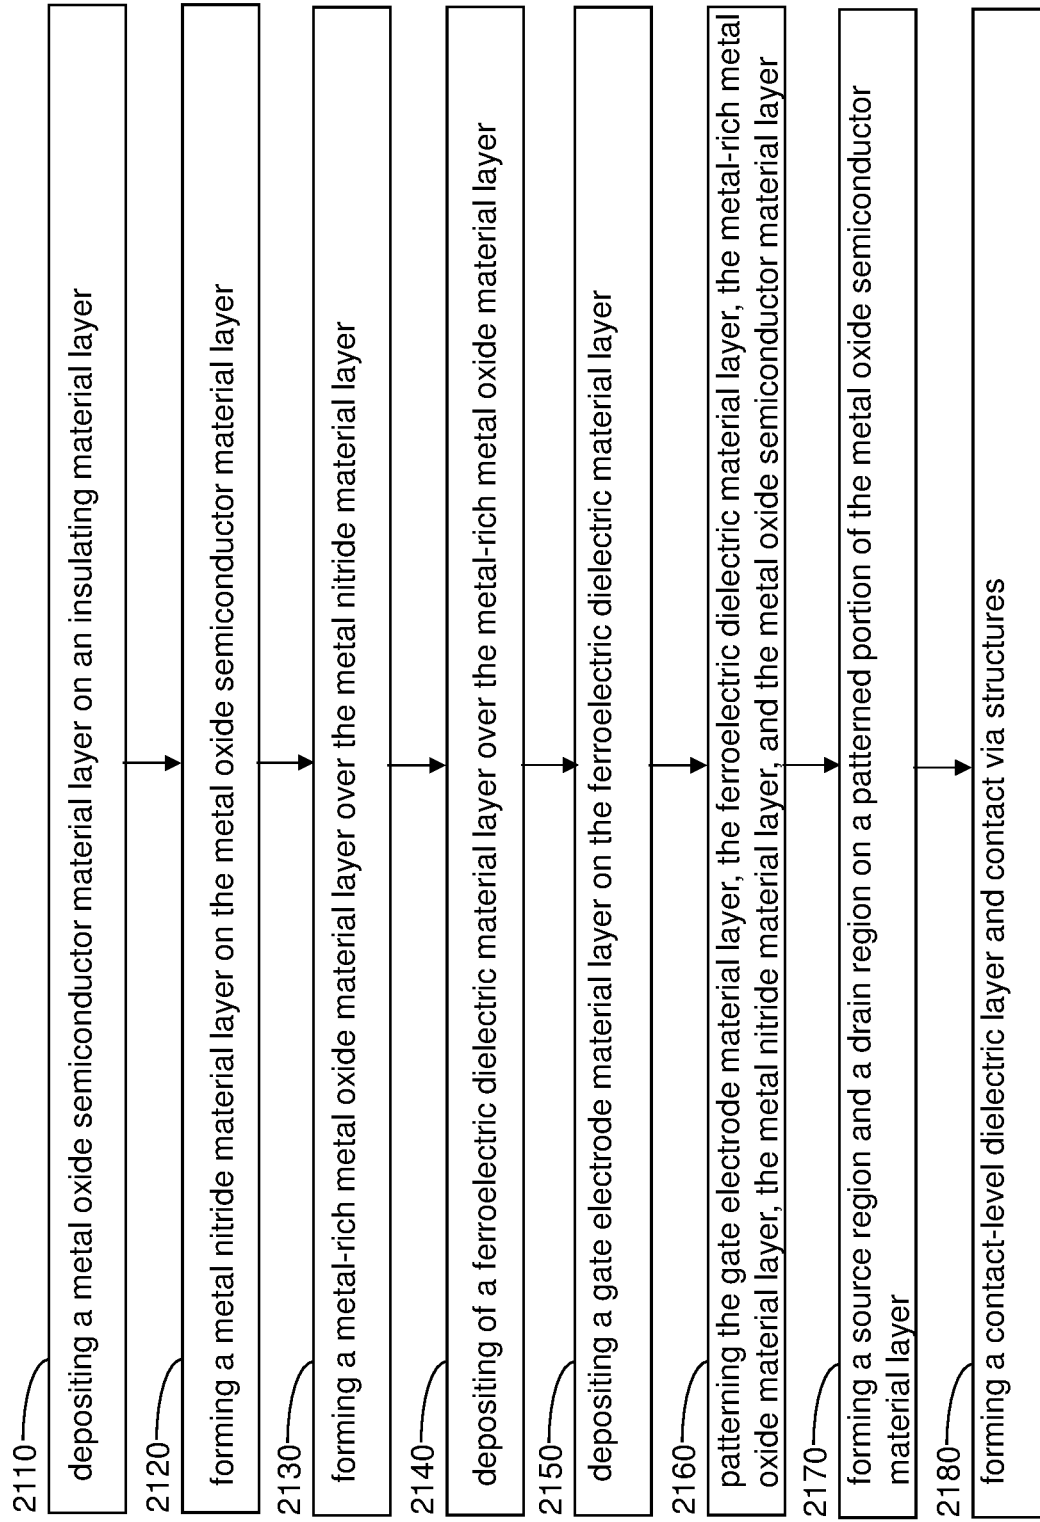 2110
depositing a metal oxide semiconductor material layer on an insulating material layer
2120
forming a metal nitride material layer on the metal oxide semiconductor material layer
2130
forming a metal-rich metal oxide material layer over the metal nitride material layer
2140
depositing of a ferroelectric dielectric material layer over the metal-rich metal oxide material layer
2150
depositing a gate electrode material layer on the ferroelectric dielectric material layer
2160
patterning the gate electrode material layer, the ferroelectric dielectric material layer, the metal-rich metal
oxide material layer, the metal nitride material layer, and the metal oxide semiconductor material layer
2170
forming a source region and a drain region on a patterned portion of the metal oxide semiconductor
material layer
2180
forming a contact-level dielectric layer and contact via structures